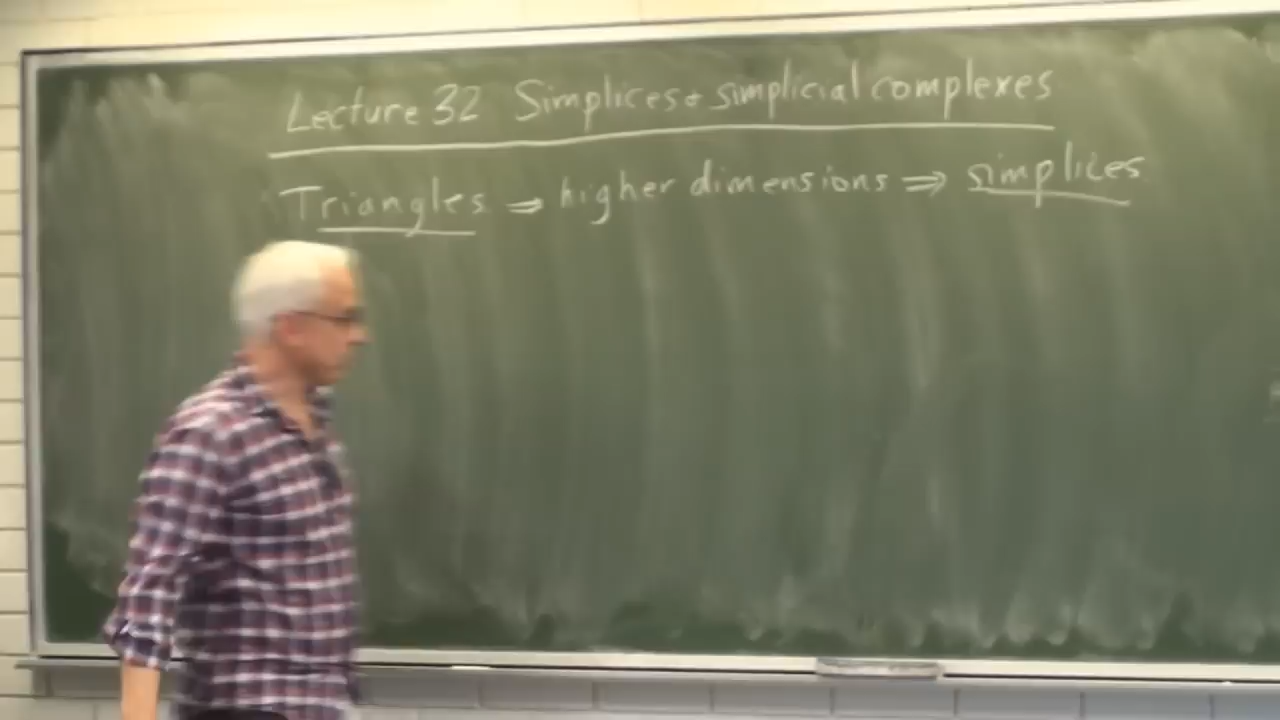 Lecture 32 Simplices + simplicial complexes
Triangles ⇒ higher dimensions ⇒ simplices